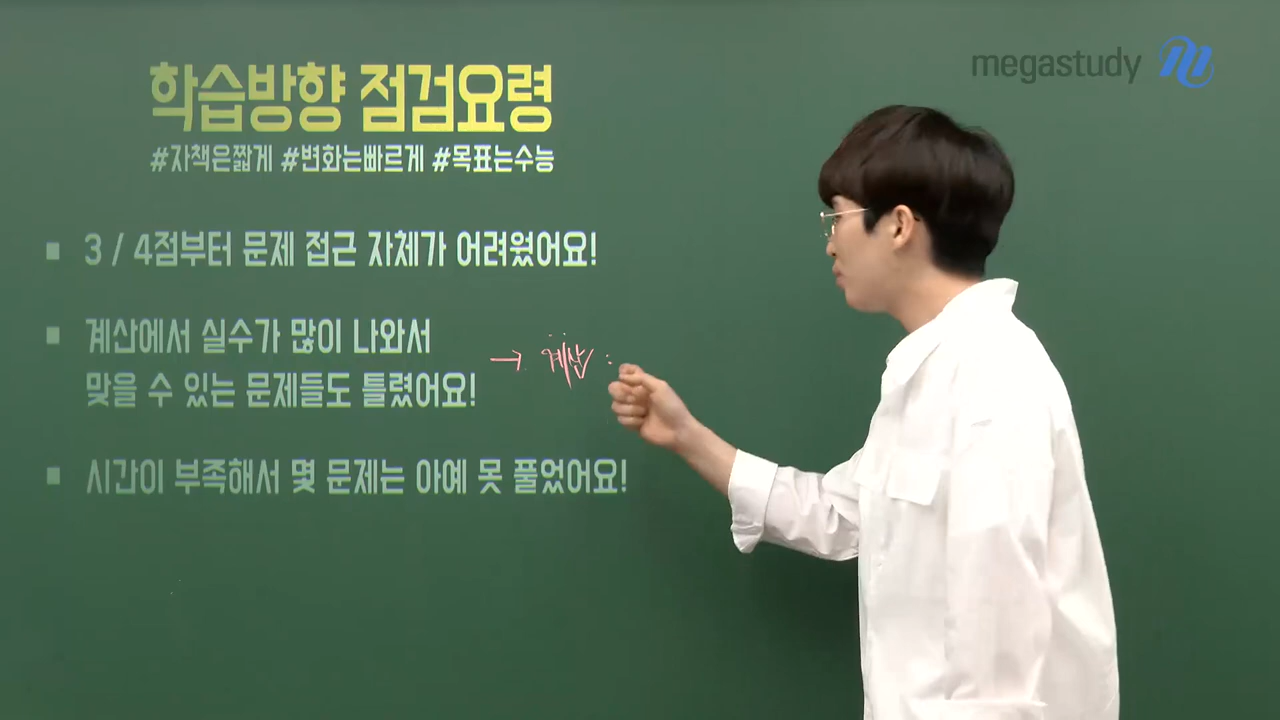 megastudy
학습방향 점검요령
#자책은짧게 #변화는빠르게 #목표는수능
3 / 4점부터 문제 접근 자체가 어려웠어요!
계산에서 실수가 많이 나와서
맞을 수 있는 문제들도 틀렸어요!
→ 계산 :
시간이 부족해서 몇 문제는 아예 못 풀었어요!